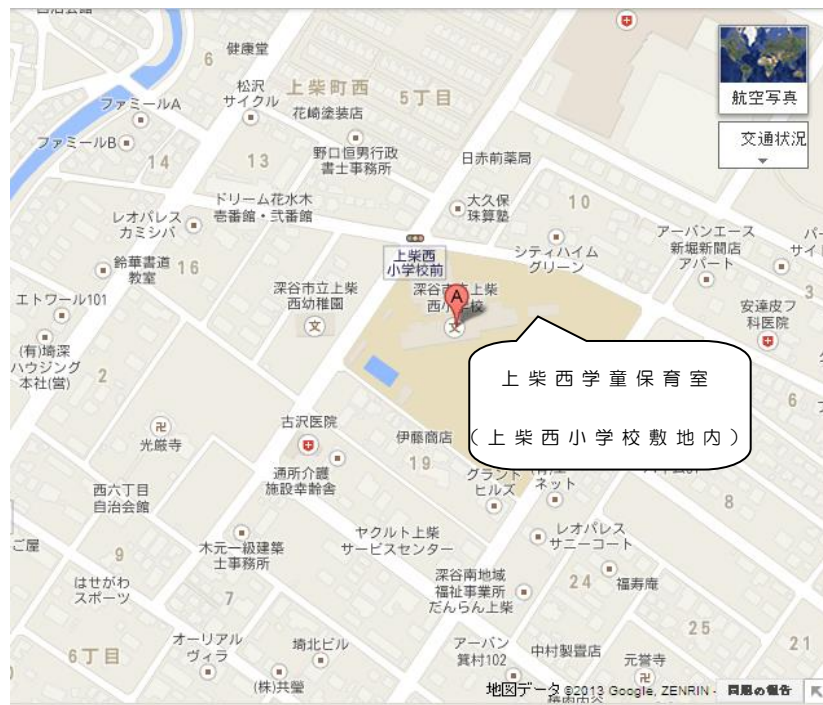 6
健康堂
松沢
サイクル
上柴町西
5丁目
花崎塗装店
航空写真
交通状況
ファミールA
ファミールB
14
13
野口恒男行政
書士事務所
日赤前薬局
ドリーム花水木
壱番館・弐番館
レオパレス
カミシバ
大久保
珠算塾
10
アーバンエース
新堀新聞店
アパート
シティハイム
グリーン
上柴西
小学校前
鈴華書道
教室
16
深谷市立上柴
西幼稚園
文
A
文
エトワール101
3
安達皮フ
科医院
(有)埼深
ハウジング
本社(営)
2
上柴西学童保育室
(上柴西小学校敷地内)
6
古沢医院
伊藤商店
19
光厳寺
通所介護
施設幸齢舎
グランド
ヒルズ
ネット
8
西六丁目
自治会館
木元一級建築
士事務所
ヤクルト上柴
サービスセンター
レオパレス
サニーコート
9
はせがわ
スポーツ
7
深谷南地域
福祉事業所
だんらん上柴
24
福寿庵
25
21
オーリアル
ヴィラ
埼北ビル
6丁目
(株)共螢
アーバン
箕村102
中村製畳店
元誉寺
地図データ ©2013 Google, ZENRIN -
問題の報告